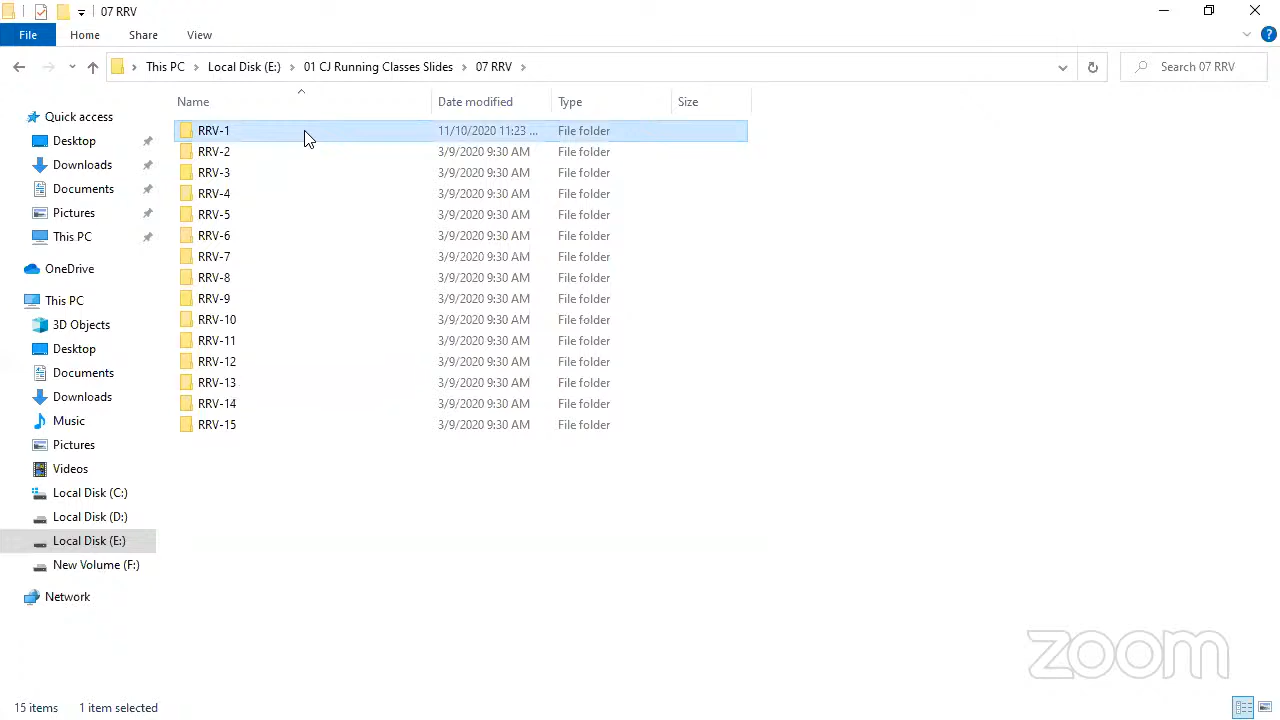 07 RRV
File Home Share View
This PC Local Disk (E:) 01 CJ Running Classes Slides 07 RRV Search 07 RRV
Name Date modified Type Size
Quick access
Desktop
Downloads
Documents
Pictures
This PC
OneDrive
This PC
3D Objects
Desktop
Documents
Downloads
Music
Pictures
Videos
Local Disk (C:)
Local Disk (D:)
Local Disk (E:)
New Volume (F:)
Network
RRV-1 11/10/2020 11:23 ... File folder
RRV-2 3/9/2020 9:30 AM File folder
RRV-3 3/9/2020 9:30 AM File folder
RRV-4 3/9/2020 9:30 AM File folder
RRV-5 3/9/2020 9:30 AM File folder
RRV-6 3/9/2020 9:30 AM File folder
RRV-7 3/9/2020 9:30 AM File folder
RRV-8 3/9/2020 9:30 AM File folder
RRV-9 3/9/2020 9:30 AM File folder
RRV-10 3/9/2020 9:30 AM File folder
RRV-11 3/9/2020 9:30 AM File folder
RRV-12 3/9/2020 9:30 AM File folder
RRV-13 3/9/2020 9:30 AM File folder
RRV-14 3/9/2020 9:30 AM File folder
RRV-15 3/9/2020 9:30 AM File folder
zoom
15 items 1 item selected